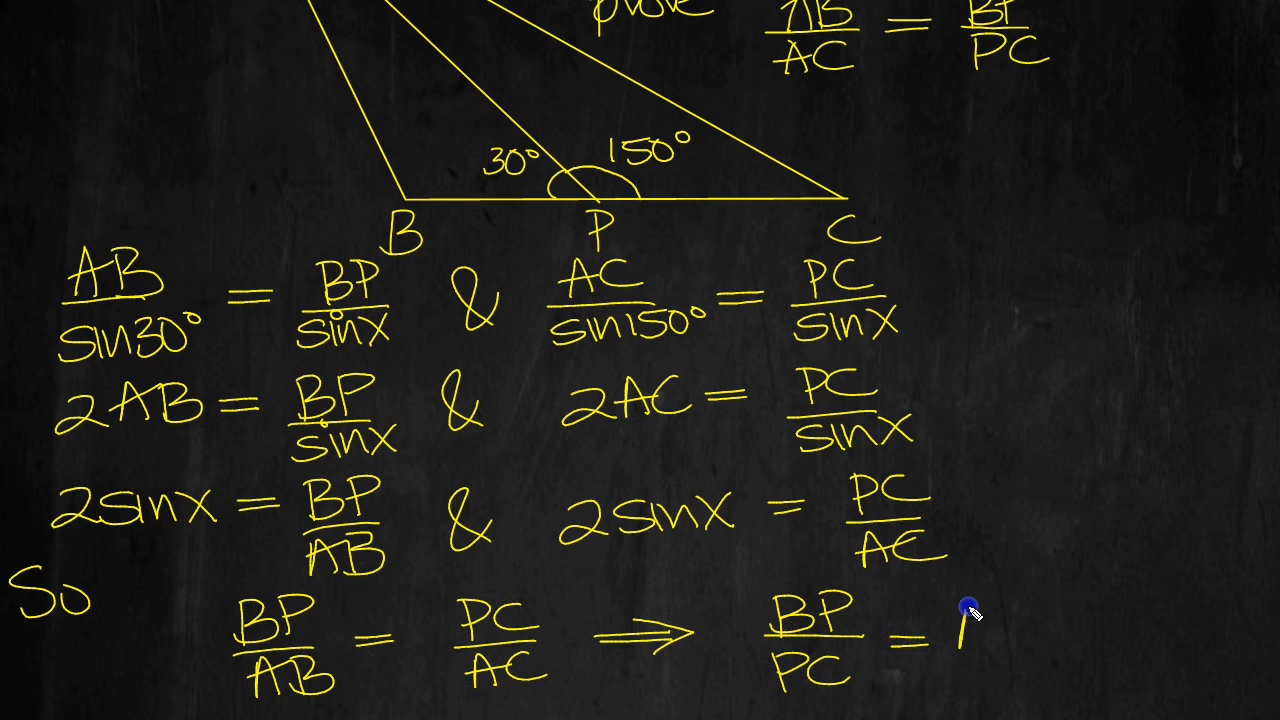 prove AB/AC = BP/PC
30° 150°
B P C
AB/sin30° = BP/sinx & AC/sin150° = PC/sinx
2AB = BP/sinx & 2AC = PC/sinx
2sinx = BP/AB & 2sinx = PC/AC
So
BP/AB = PC/AC ⟹ BP/PC =